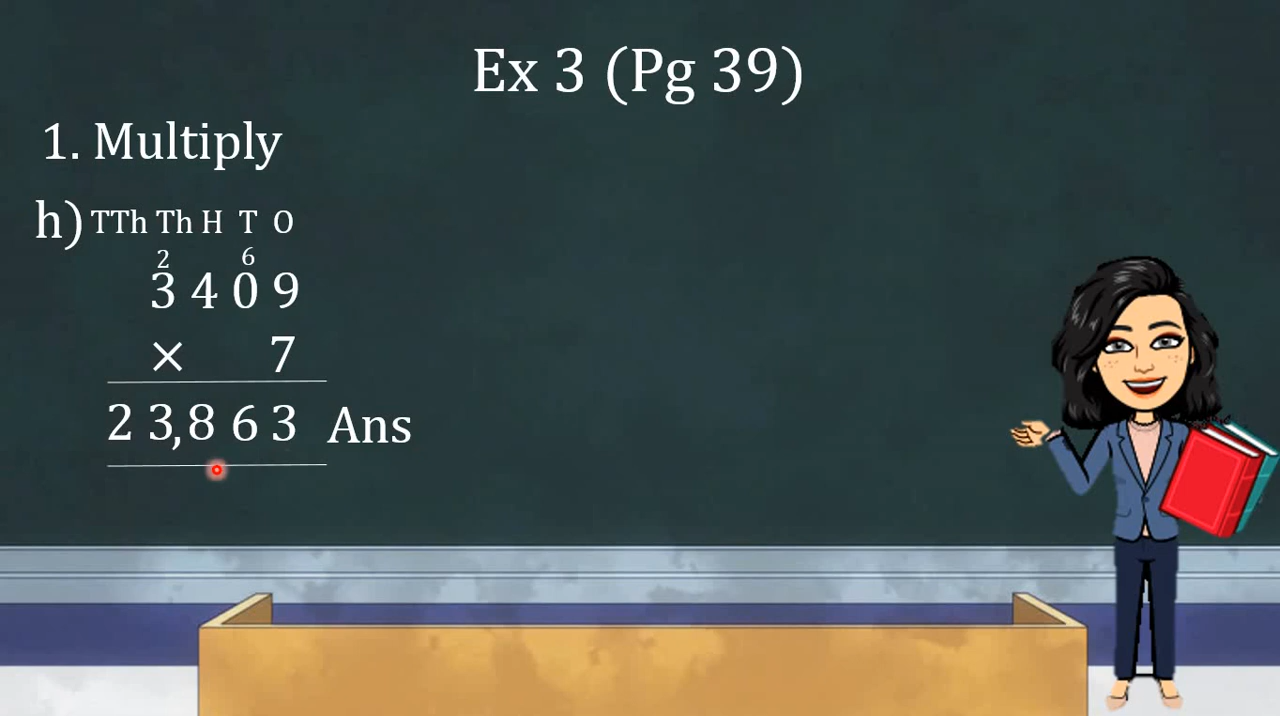 Ex 3 (Pg 39)
1. Multiply
h) TTh Th H T O
2 6
3 4 0 9
× 7
2 3,8 6 3 Ans